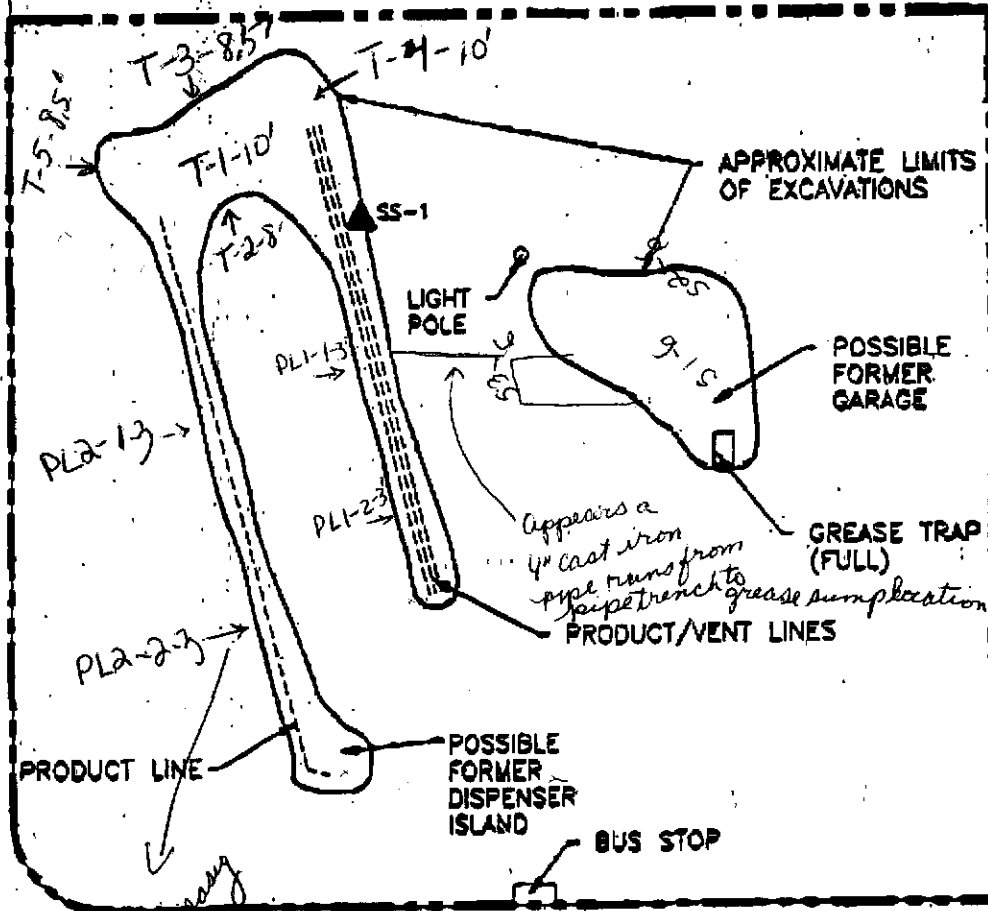 T-3-8.5'
T-4-10'
T-5-8.5'
T-1-10'
APPROXIMATE LIMITS
OF EXCAVATIONS
SS-1
T-2-8'
LIGHT
POLE
PL1-1-3'
POSSIBLE
FORMER
GARAGE
PL2-1-3
PL1-2-3'
Appears a
4" cast iron
pipe runs from
pipe trench to
grease sump location
GREASE TRAP
(FULL)
PRODUCT/VENT LINES
PL2-2-3
PRODUCT LINE
POSSIBLE
FORMER
DISPENSER
ISLAND
BUS STOP